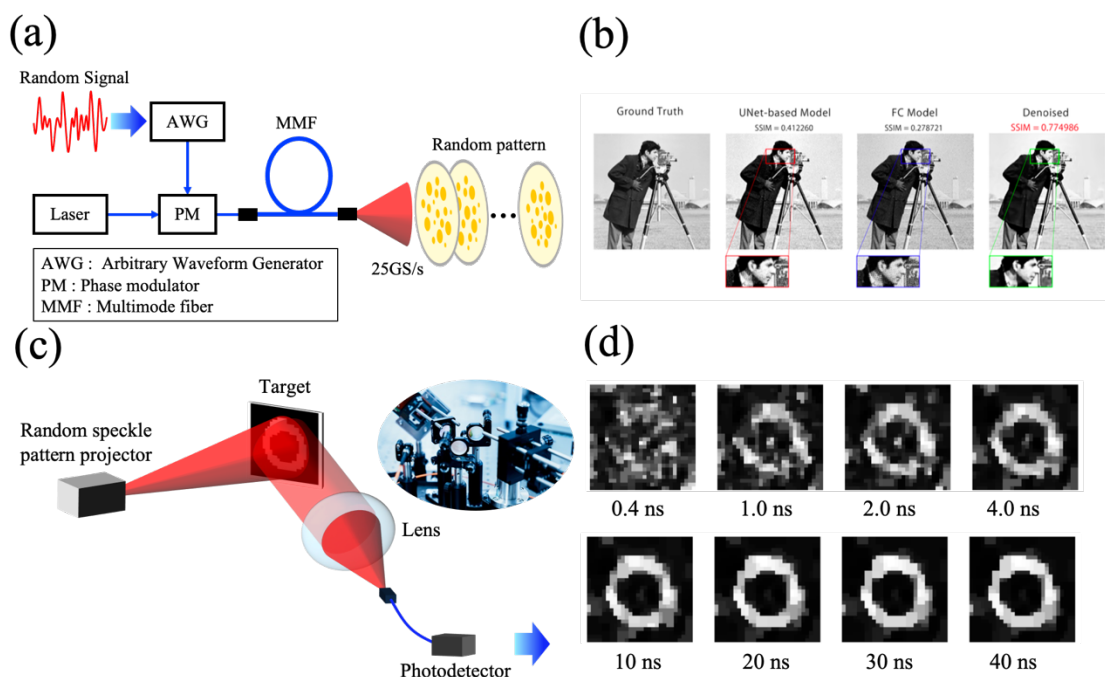 (a)
Random Signal
AWG
MMF
Random pattern
Laser
PM
25GS/s
AWG : Arbitrary Waveform Generator
PM : Phase modulator
MMF : Multimode fiber
(b)
Ground Truth
UNet-based Model
SSIM = 0.412260
FC Model
SSIM = 0.278721
Denoised
SSIM = 0.774986
(c)
Target
Random speckle
pattern projector
Lens
Photodetector
(d)
0.4 ns
1.0 ns
2.0 ns
4.0 ns
10 ns
20 ns
30 ns
40 ns